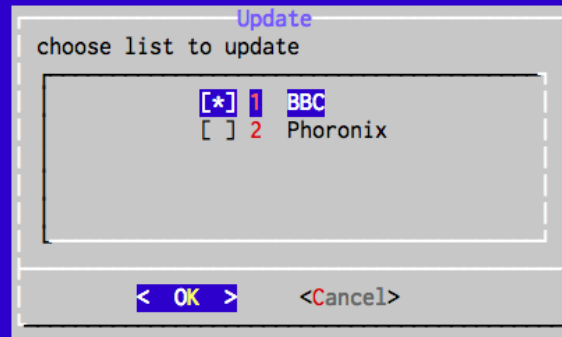 Update
choose list to update
[*] 1 BBC
[ ] 2 Phoronix
< OK > <Cancel>